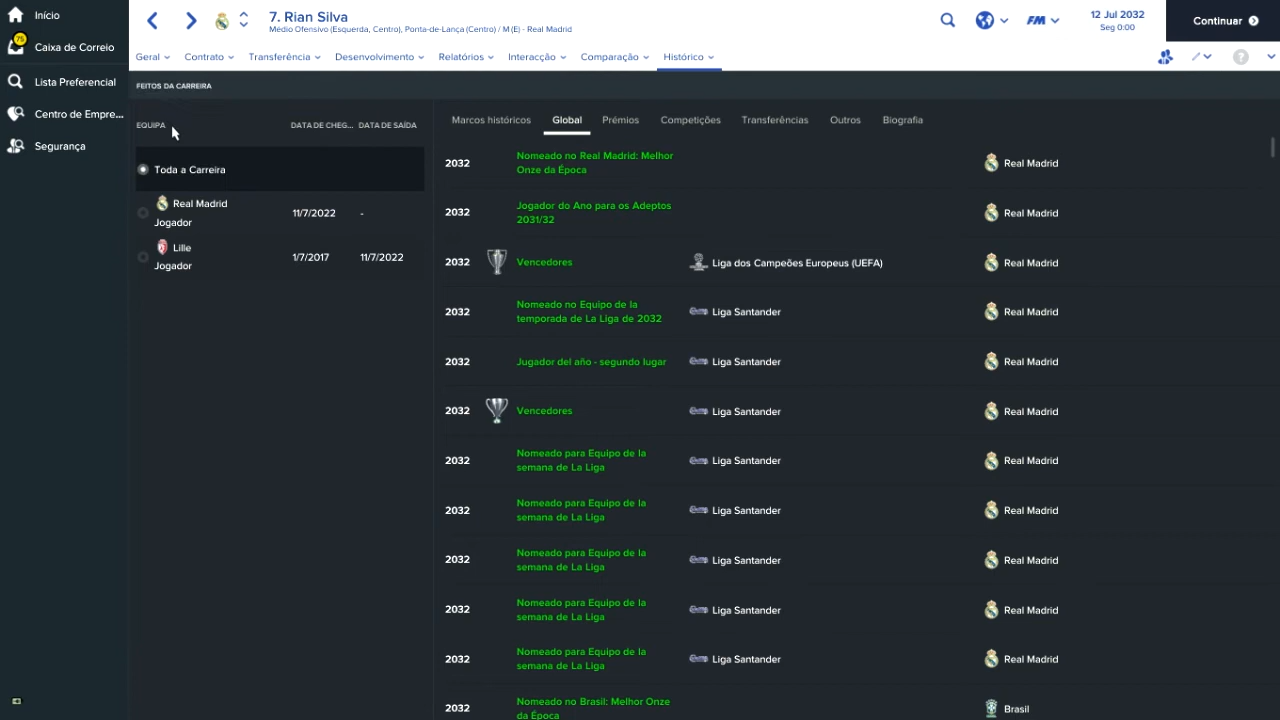 Início
75
Caixa de Correio
Lista Preferencial
Centro de Empre...
Segurança
7. Rian Silva
Médio Ofensivo (Esquerda, Centro), Ponta-de-Lança (Centro) / M (E) - Real Madrid
FM
12 Jul 2032
Seg 0:00
Continuar
Geral
Contrato
Transferência
Desenvolvimento
Relatórios
Interacção
Comparação
Histórico
?
FEITOS DA CARREIRA
EQUIPA
DATA DE CHEG...
DATA DE SAÍDA
Toda a Carreira
Real Madrid
Jogador
11/7/2022
-
Lille
Jogador
1/7/2017
11/7/2022
Marcos históricos
Global
Prémios
Competições
Transferências
Outros
Biografia
2032
Nomeado no Real Madrid: Melhor
Onze da Época
Real Madrid
2032
Jogador do Ano para os Adeptos
2031/32
Real Madrid
2032
Vencedores
Liga dos Campeões Europeus (UEFA)
Real Madrid
2032
Nomeado no Equipo de la
temporada de La Liga de 2032
Liga Santander
Real Madrid
2032
Jugador del año - segundo lugar
Liga Santander
Real Madrid
2032
Vencedores
Liga Santander
Real Madrid
2032
Nomeado para Equipo de la
semana de La Liga
Liga Santander
Real Madrid
2032
Nomeado para Equipo de la
semana de La Liga
Liga Santander
Real Madrid
2032
Nomeado para Equipo de la
semana de La Liga
Liga Santander
Real Madrid
2032
Nomeado para Equipo de la
semana de La Liga
Liga Santander
Real Madrid
2032
Nomeado para Equipo de la
semana de La Liga
Liga Santander
Real Madrid
2032
Nomeado no Brasil: Melhor Onze
da Época
Brasil